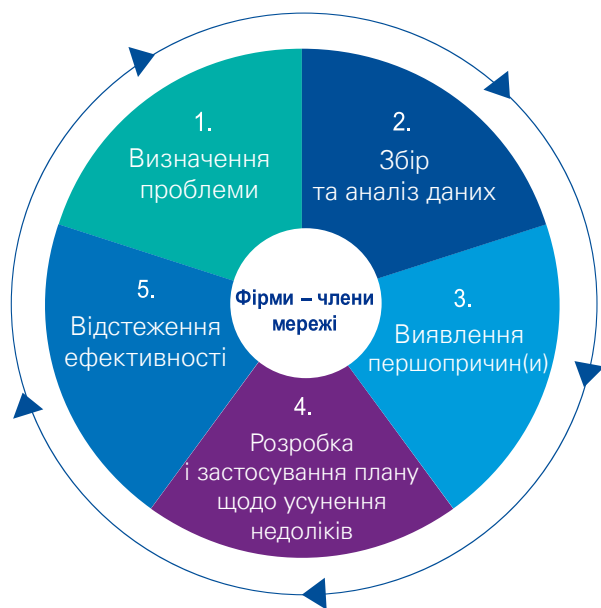 1.
Визначення
проблеми
2.
Збір
та аналіз даних
3.
Виявлення
першопричин(и)
4.
Розробка
і застосування плану
щодо усунення
недоліків
5.
Відстеження
ефективності
Фірми – члени
мережі